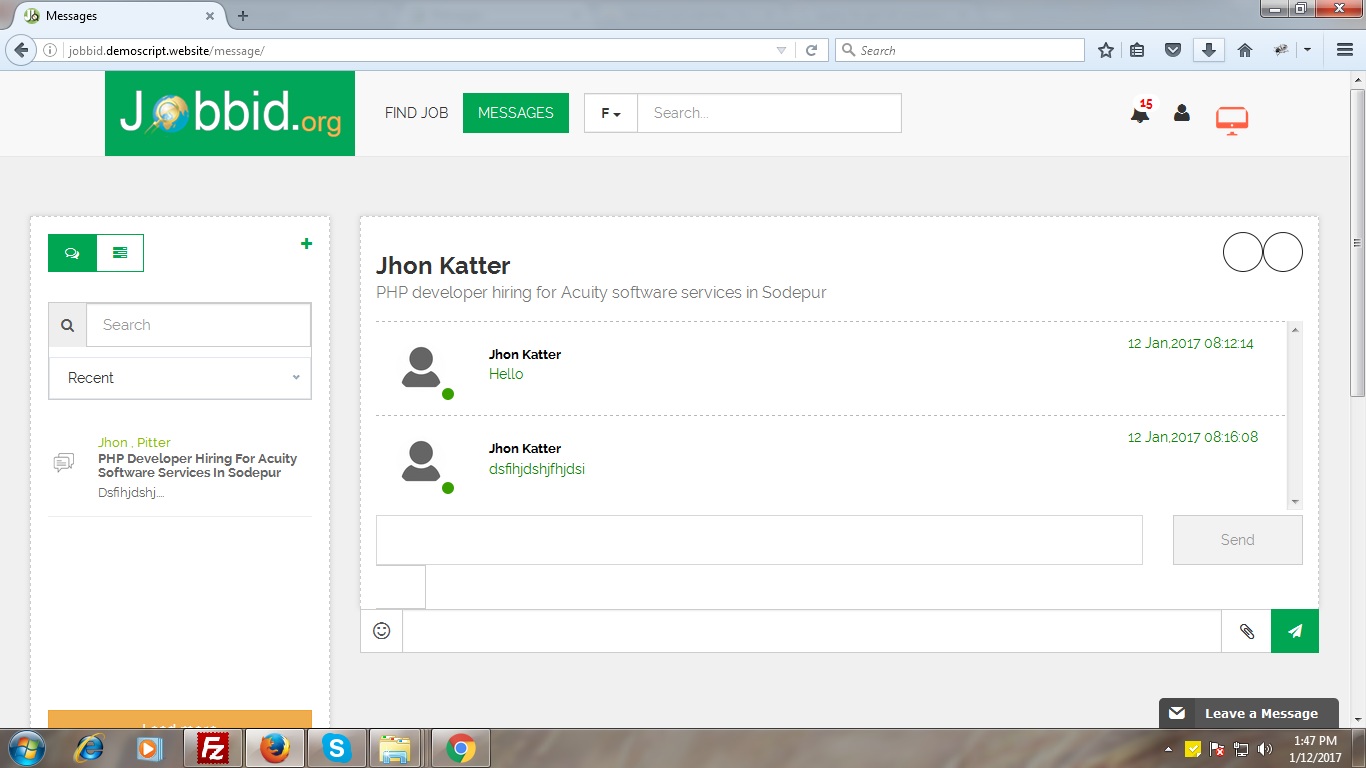 Messages
jobbid.demoscript.website/message/
Search
Jobbid.org
FIND JOB
MESSAGES
F
Search...
15
Jhon Katter
PHP developer hiring for Acuity software services in Sodepur
Search
Recent
Jhon , Pitter
PHP Developer Hiring For Acuity
Software Services In Sodepur
Dsfihjdshj....
Jhon Katter
12 Jan,2017 08:12:14
Hello
Jhon Katter
12 Jan,2017 08:16:08
dsfihjdshjfhjdsi
Send
Load more
Leave a Message
1:47 PM
1/12/2017